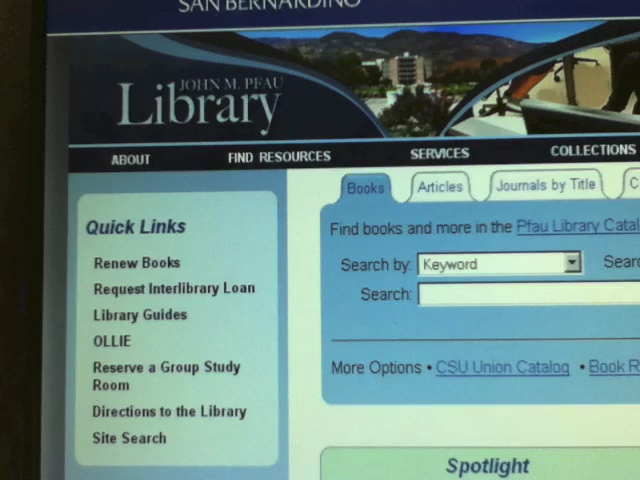 SAN BERNARDINO
JOHN M. PFAU
Library
ABOUT FIND RESOURCES SERVICES COLLECTIONS
Books Articles Journals by Title
Quick Links
Renew Books
Request Interlibrary Loan
Library Guides
OLLIE
Reserve a Group Study
Room
Directions to the Library
Site Search
Find books and more in the Pfau Library
Search by: Keyword
Search:
More Options • CSU Union Catalog • Book
Spotlight